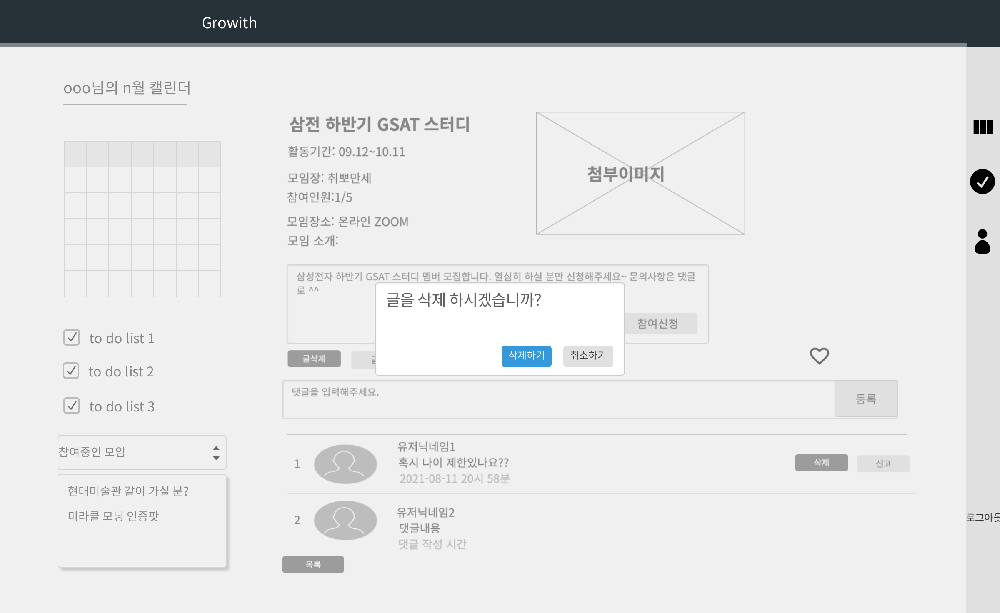 Growith
ooo님의 n월 캘린더
to do list 1
to do list 2
to do list 3
참여중인 모임
현대미술관 같이 가실 분?
미라클 모닝 인증팟
삼전 하반기 GSAT 스터디
활동기간: 09.12~10.11
모임장: 취뽀만세
참여인원:1/5
모임장소: 온라인 ZOOM
모임 소개:
첨부이미지
삼성전자 하반기 GSAT 스터디 멤버 모집합니다. 열심히 하실 분만 신청해주세요~ 문의사항은 댓글
로 ^^
참여신청
글을 삭제 하시겠습니까?
삭제하기
취소하기
글삭제
댓글을 입력해주세요.
등록
1
유저닉네임1
혹시 나이 제한있나요??
2021-08-11 20시 58분
삭제
신고
2
유저닉네임2
댓글내용
댓글 작성 시간
목록
로그아웃